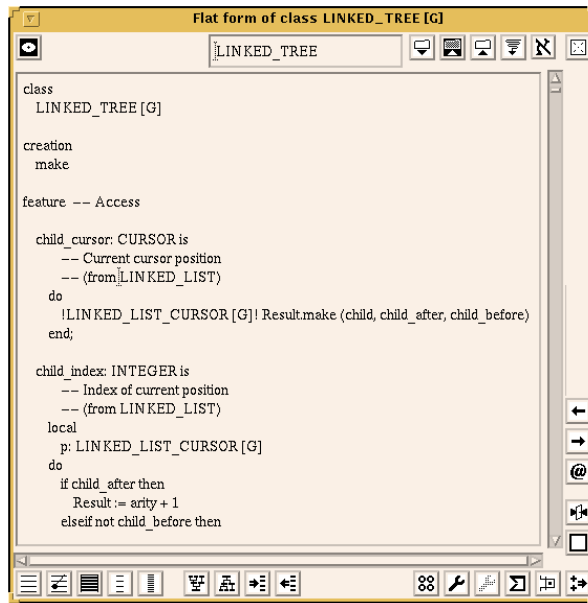 Flat form of class LINKED_TREE [G]
LINKED_TREE
class
LINKED_TREE [G]
creation
make
feature -- Access
child_cursor: CURSOR is
-- Current cursor position
-- (from LINKED_LIST)
do
!LINKED_LIST_CURSOR [G]! Result.make (child, child_after, child_before)
end;
child_index: INTEGER is
-- Index of current position
-- (from LINKED_LIST)
local
p: LINKED_LIST_CURSOR [G]
do
if child_after then
Result := arity + 1
elseif not child_before then
@
Σ